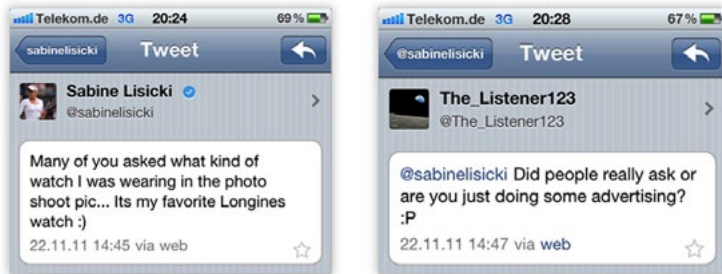 Telekom.de 3G 20:24 69%
sabinelisicki Tweet
Sabine Lisicki
@sabinelisicki
Many of you asked what kind of
watch I was wearing in the photo
shoot pic... Its my favorite Longines
watch :)
22.11.11 14:45 via web
Telekom.de 3G 20:28 67%
@sabinelisicki Tweet
The_Listener123
@The_Listener123
@sabinelisicki Did people really ask or
are you just doing some advertising?
:P
22.11.11 14:47 via web